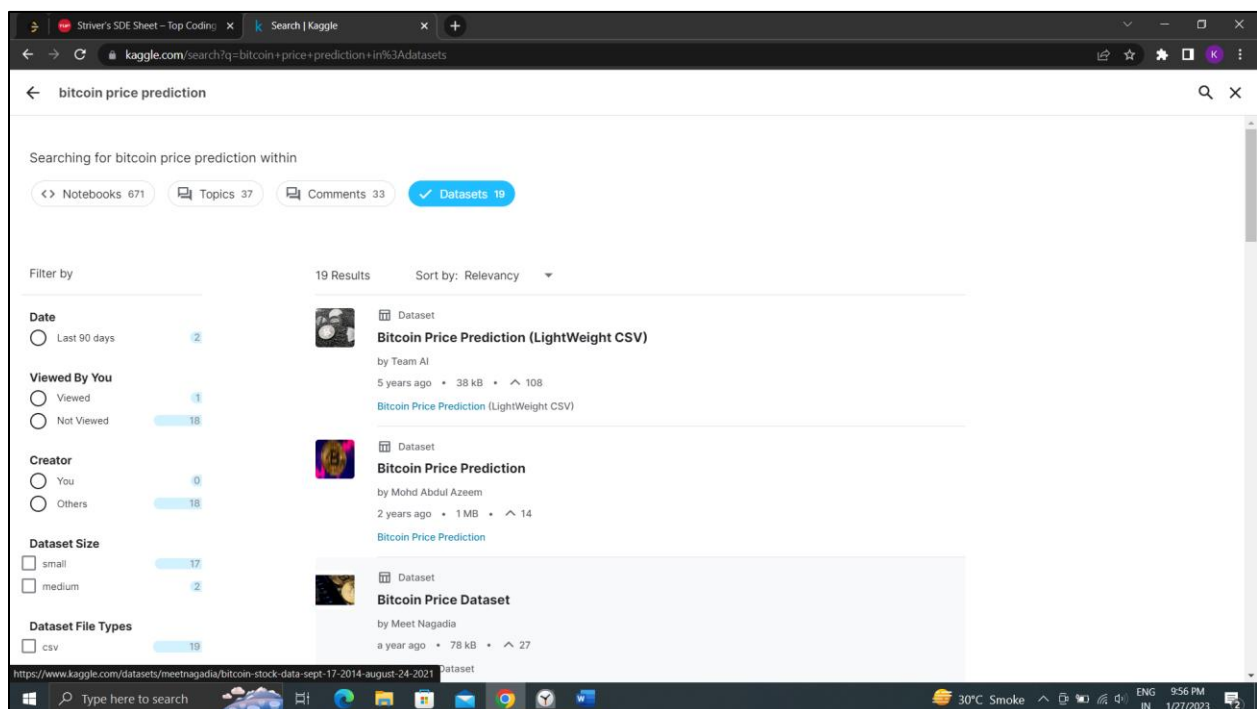 Striver's SDE Sheet – Top Coding
Search | Kaggle
kaggle.com/search?q=bitcoin+price+prediction+in%3Adatasets
K
bitcoin price prediction
Searching for bitcoin price prediction within
<> Notebooks 671
Topics 37
Comments 33
Datasets 19
Filter by
19 Results
Sort by: Relevancy
Date
Last 90 days 2
Viewed By You
Viewed 1
Not Viewed 18
Creator
You 0
Others 18
Dataset Size
small 17
medium 2
Dataset File Types
csv 19
Dataset
Bitcoin Price Prediction (LightWeight CSV)
by Team AI
5 years ago • 38 kB • 108
Bitcoin Price Prediction (LightWeight CSV)
Dataset
Bitcoin Price Prediction
by Mohd Abdul Azeem
2 years ago • 1 MB • 14
Bitcoin Price Prediction
Dataset
Bitcoin Price Dataset
by Meet Nagadia
a year ago • 78 kB • 27
Dataset
https://www.kaggle.com/datasets/meetnagadia/bitcoin-stock-data-sept-17-2014-august-24-2021
Type here to search
30°C Smoke
ENG
IN
9:56 PM
1/27/2023
2